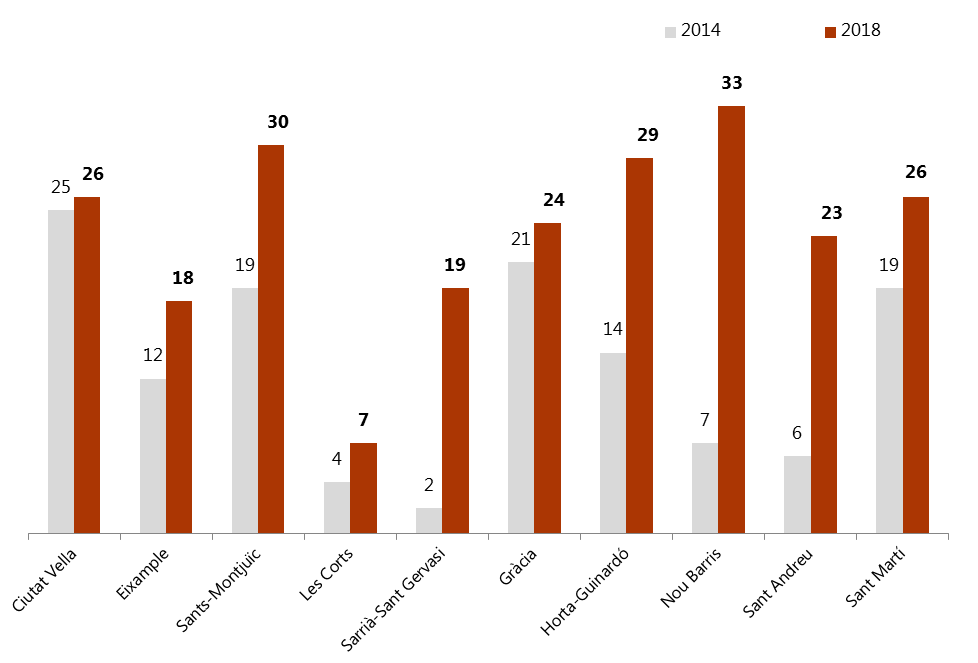 2014 2018
25 26
12 18
19 30
4 7
2 19
21 24
14 29
7 33
6 23
19 26
Ciutat Vella
Eixample
Sants-Montjuïc
Les Corts
Sarrià-Sant Gervasi
Gràcia
Horta-Guinardó
Nou Barris
Sant Andreu
Sant Martí